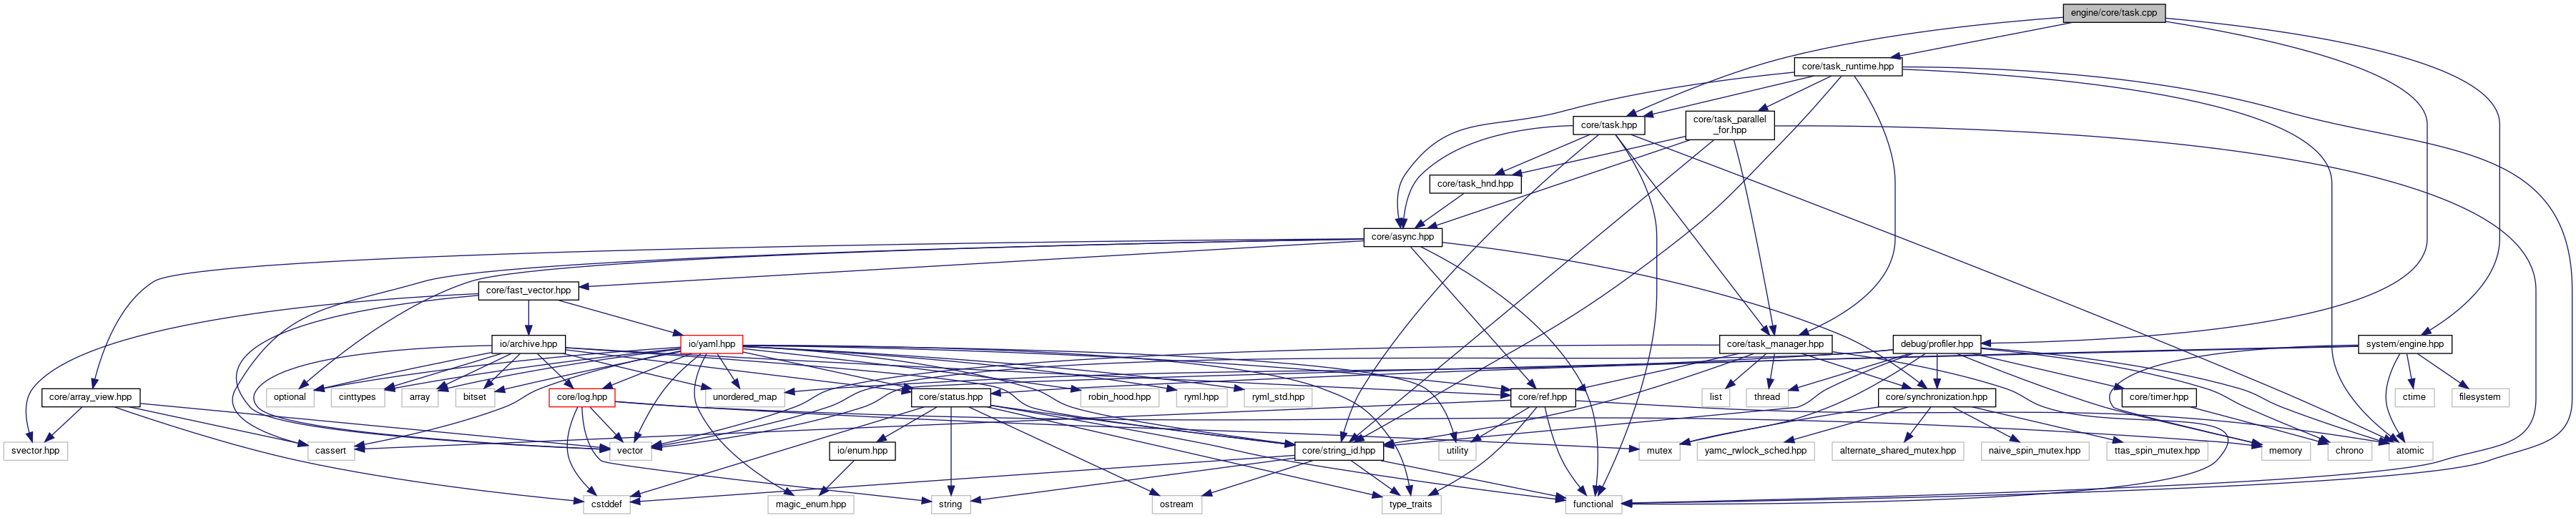 engine/core/task.cpp
core/task_runtime.hpp
core/task.hpp
core/task_parallel
_for.hpp
core/task_hnd.hpp
core/async.hpp
core/fast_vector.hpp
io/archive.hpp
io/yaml.hpp
core/task_manager.hpp
debug/profiler.hpp
system/engine.hpp
core/array_view.hpp
optional
cinttypes
array
bitset
core/log.hpp
unordered_map
core/status.hpp
robin_hood.hpp
ryml.hpp
ryml_std.hpp
core/ref.hpp
list
thread
core/synchronization.hpp
core/timer.hpp
ctime
filesystem
svector.hpp
cassert
vector
io/enum.hpp
core/string_id.hpp
utility
mutex
yamc_rwlock_sched.hpp
alternate_shared_mutex.hpp
naive_spin_mutex.hpp
ttas_spin_mutex.hpp
memory
chrono
atomic
cstddef
magic_enum.hpp
string
ostream
type_traits
functional